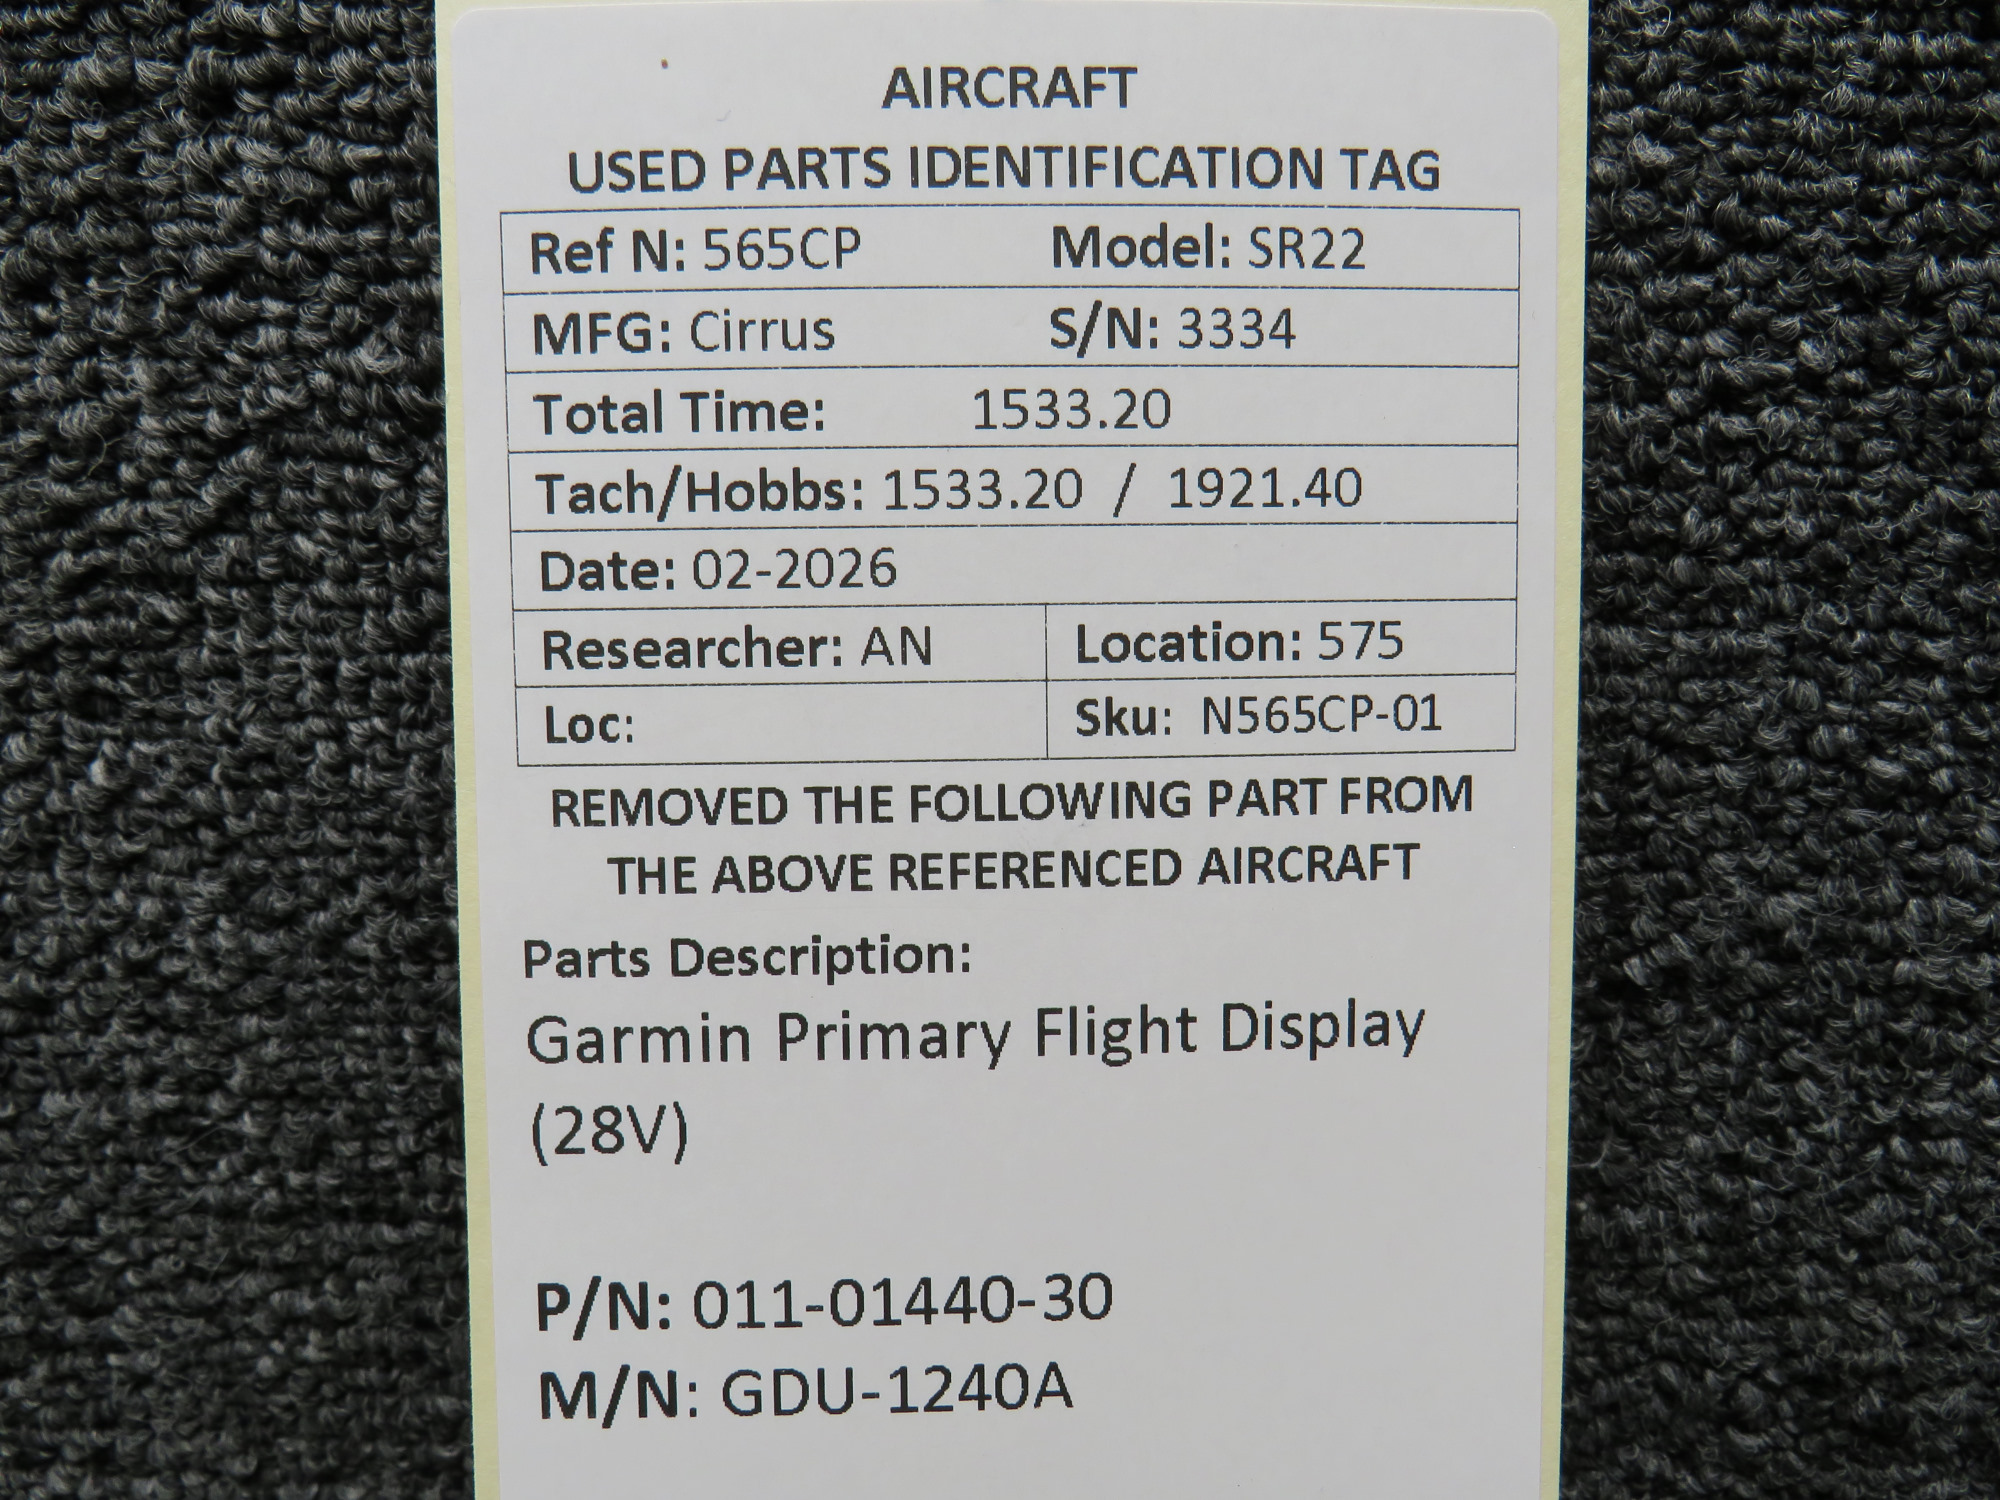 AIRCRAFT
USED PARTS IDENTIFICATION TAG
Ref N: 565CP Model: SR22
MFG: Cirrus S/N: 3334
Total Time: 1533.20
Tach/Hobbs: 1533.20 / 1921.40
Date: 02-2026
Researcher: AN Location: 575
Loc: Sku: N565CP-01
REMOVED THE FOLLOWING PART FROM
THE ABOVE REFERENCED AIRCRAFT
Parts Description:
Garmin Primary Flight Display
(28V)
P/N: 011-01440-30
M/N: GDU-1240A